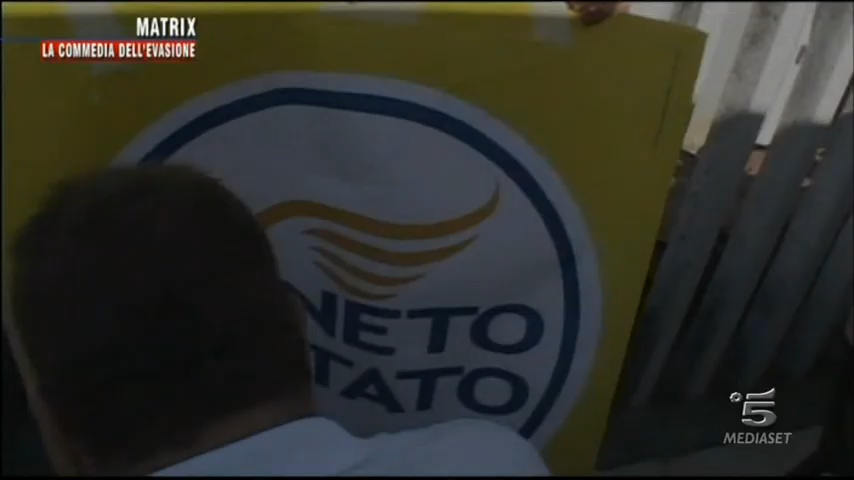 MATRIX
LA COMMEDIA DELL'EVASIONE
NETO
TATO
5
MEDIASET